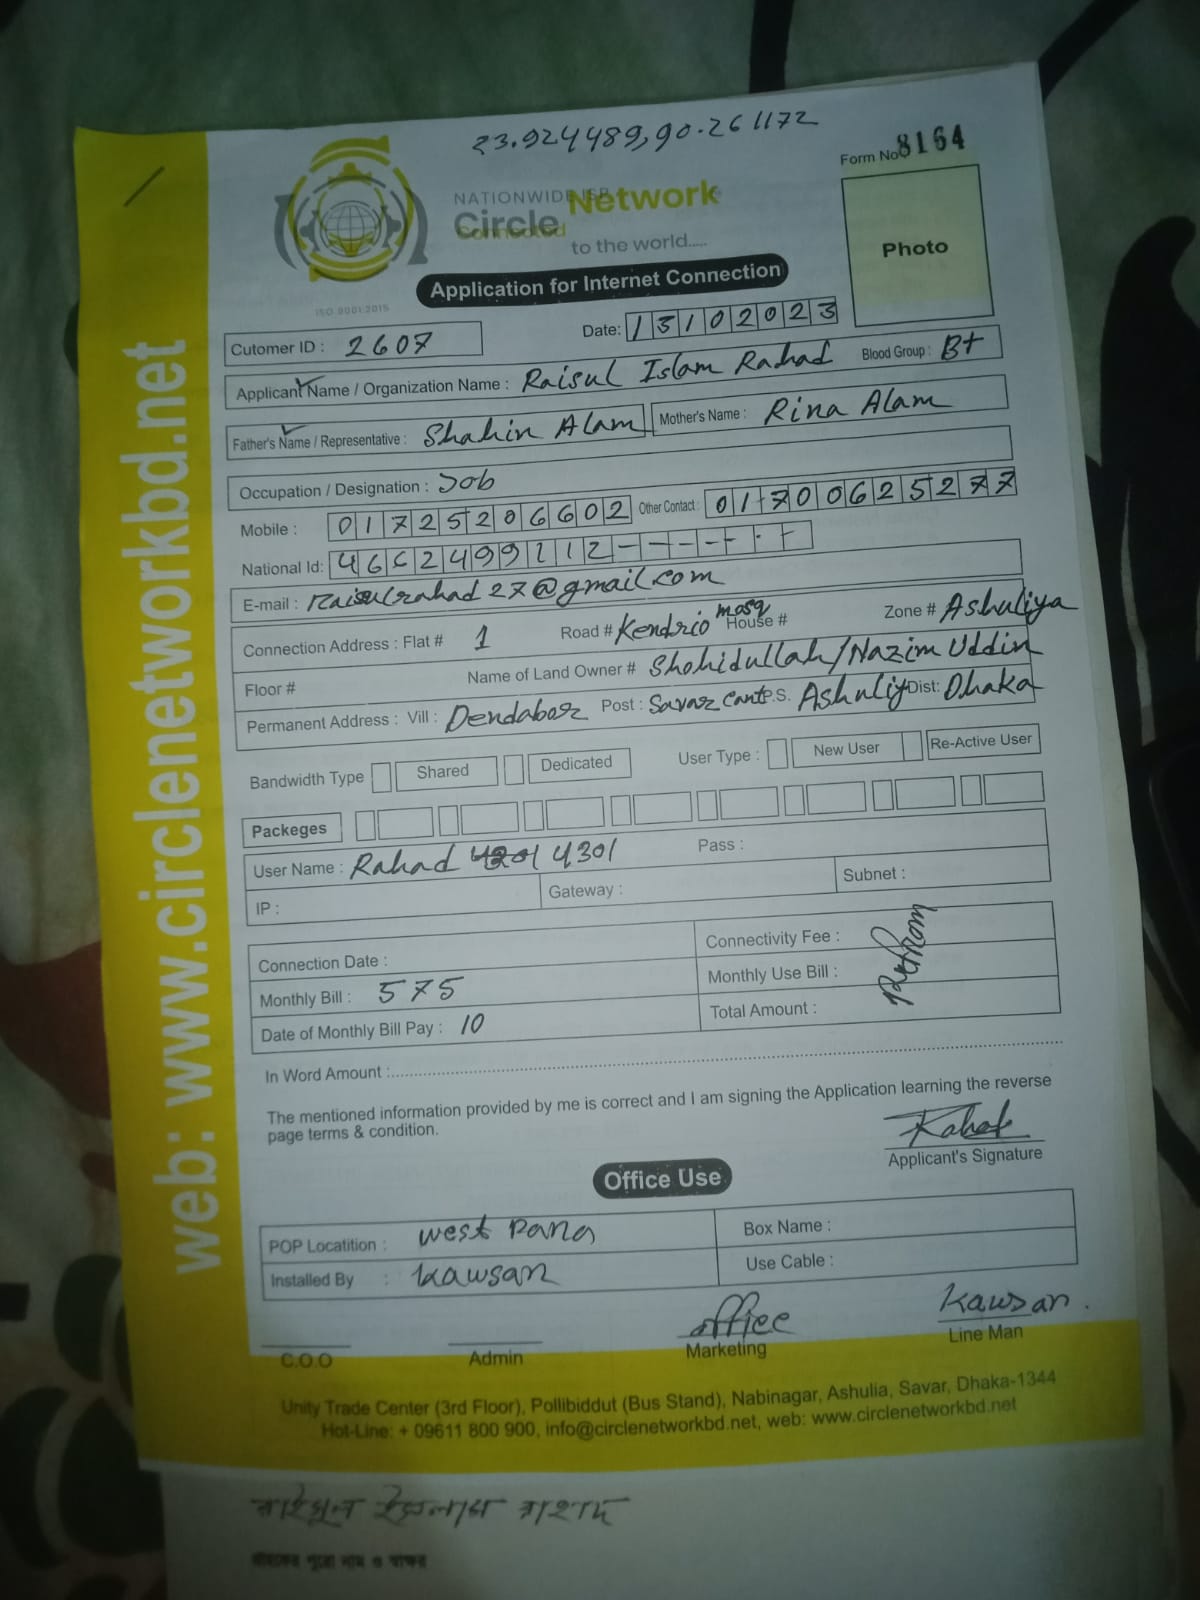 23.924489,90.261172
Form No 8164
NATIONWIDE ISP
Circle Network
Connected to the world.....
Photo
Application for Internet Connection
ISO 9001:2015
Cutomer ID : 2607 Date: 13102023
Applicant Name / Organization Name : Raisul Islam Rahad Blood Group : B+
Father's Name / Representative : Shahin Alam Mother's Name : Rina Alam
Occupation / Designation : Job
Mobile : 01725206602 Other Contact : 01700625277
National Id: 4662499212
E-mail : Raisulrahad27@gmail.com
Connection Address : Flat # 1 Road # Kendrio mosq House # Zone # Ashuliya
Floor # Name of Land Owner # Shohidullah/Nazim Uddin
Permanent Address : Vill : Dendabor Post : Savar cant P.S. Ashuliy Dist: Dhaka
Bandwidth Type Shared Dedicated User Type : New User Re-Active User
Packeges
User Name : Rahad 4301 Pass :
IP : Gateway : Subnet :
Connection Date : Connectivity Fee :
Monthly Bill : 575 Monthly Use Bill :
Date of Monthly Bill Pay : 10 Total Amount :
In Word Amount :
The mentioned information provided by me is correct and I am signing the Application learning the reverse
page terms & condition.
Rahad
Applicant's Signature
Office Use
POP Locatition : west para Box Name :
Installed By : Kawsar Use Cable :
office Kawsar.
C.O.O Admin Marketing Line Man
Unity Trade Center (3rd Floor), Pollibiddut (Bus Stand), Nabinagar, Ashulia, Savar, Dhaka-1344
Hot-Line: + 09611 800 900, info@circlenetworkbd.net, web: www.circlenetworkbd.net
web: www.circlenetworkbd.net
রাইসুল ইসলাম রাহাদ
গ্রাহকের পুরো নাম ও স্বাক্ষর